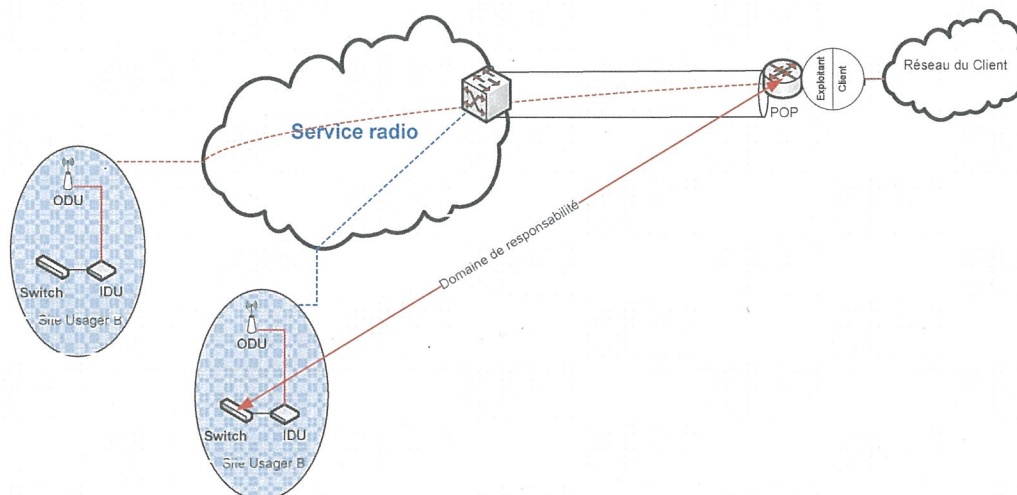 Réseau du Client
Exploitant
Client
POP
Service radio
ODU
Domaine de responsabilité
Switch
IDU
Site Usager B
ODU
Switch
IDU
Site Usager B